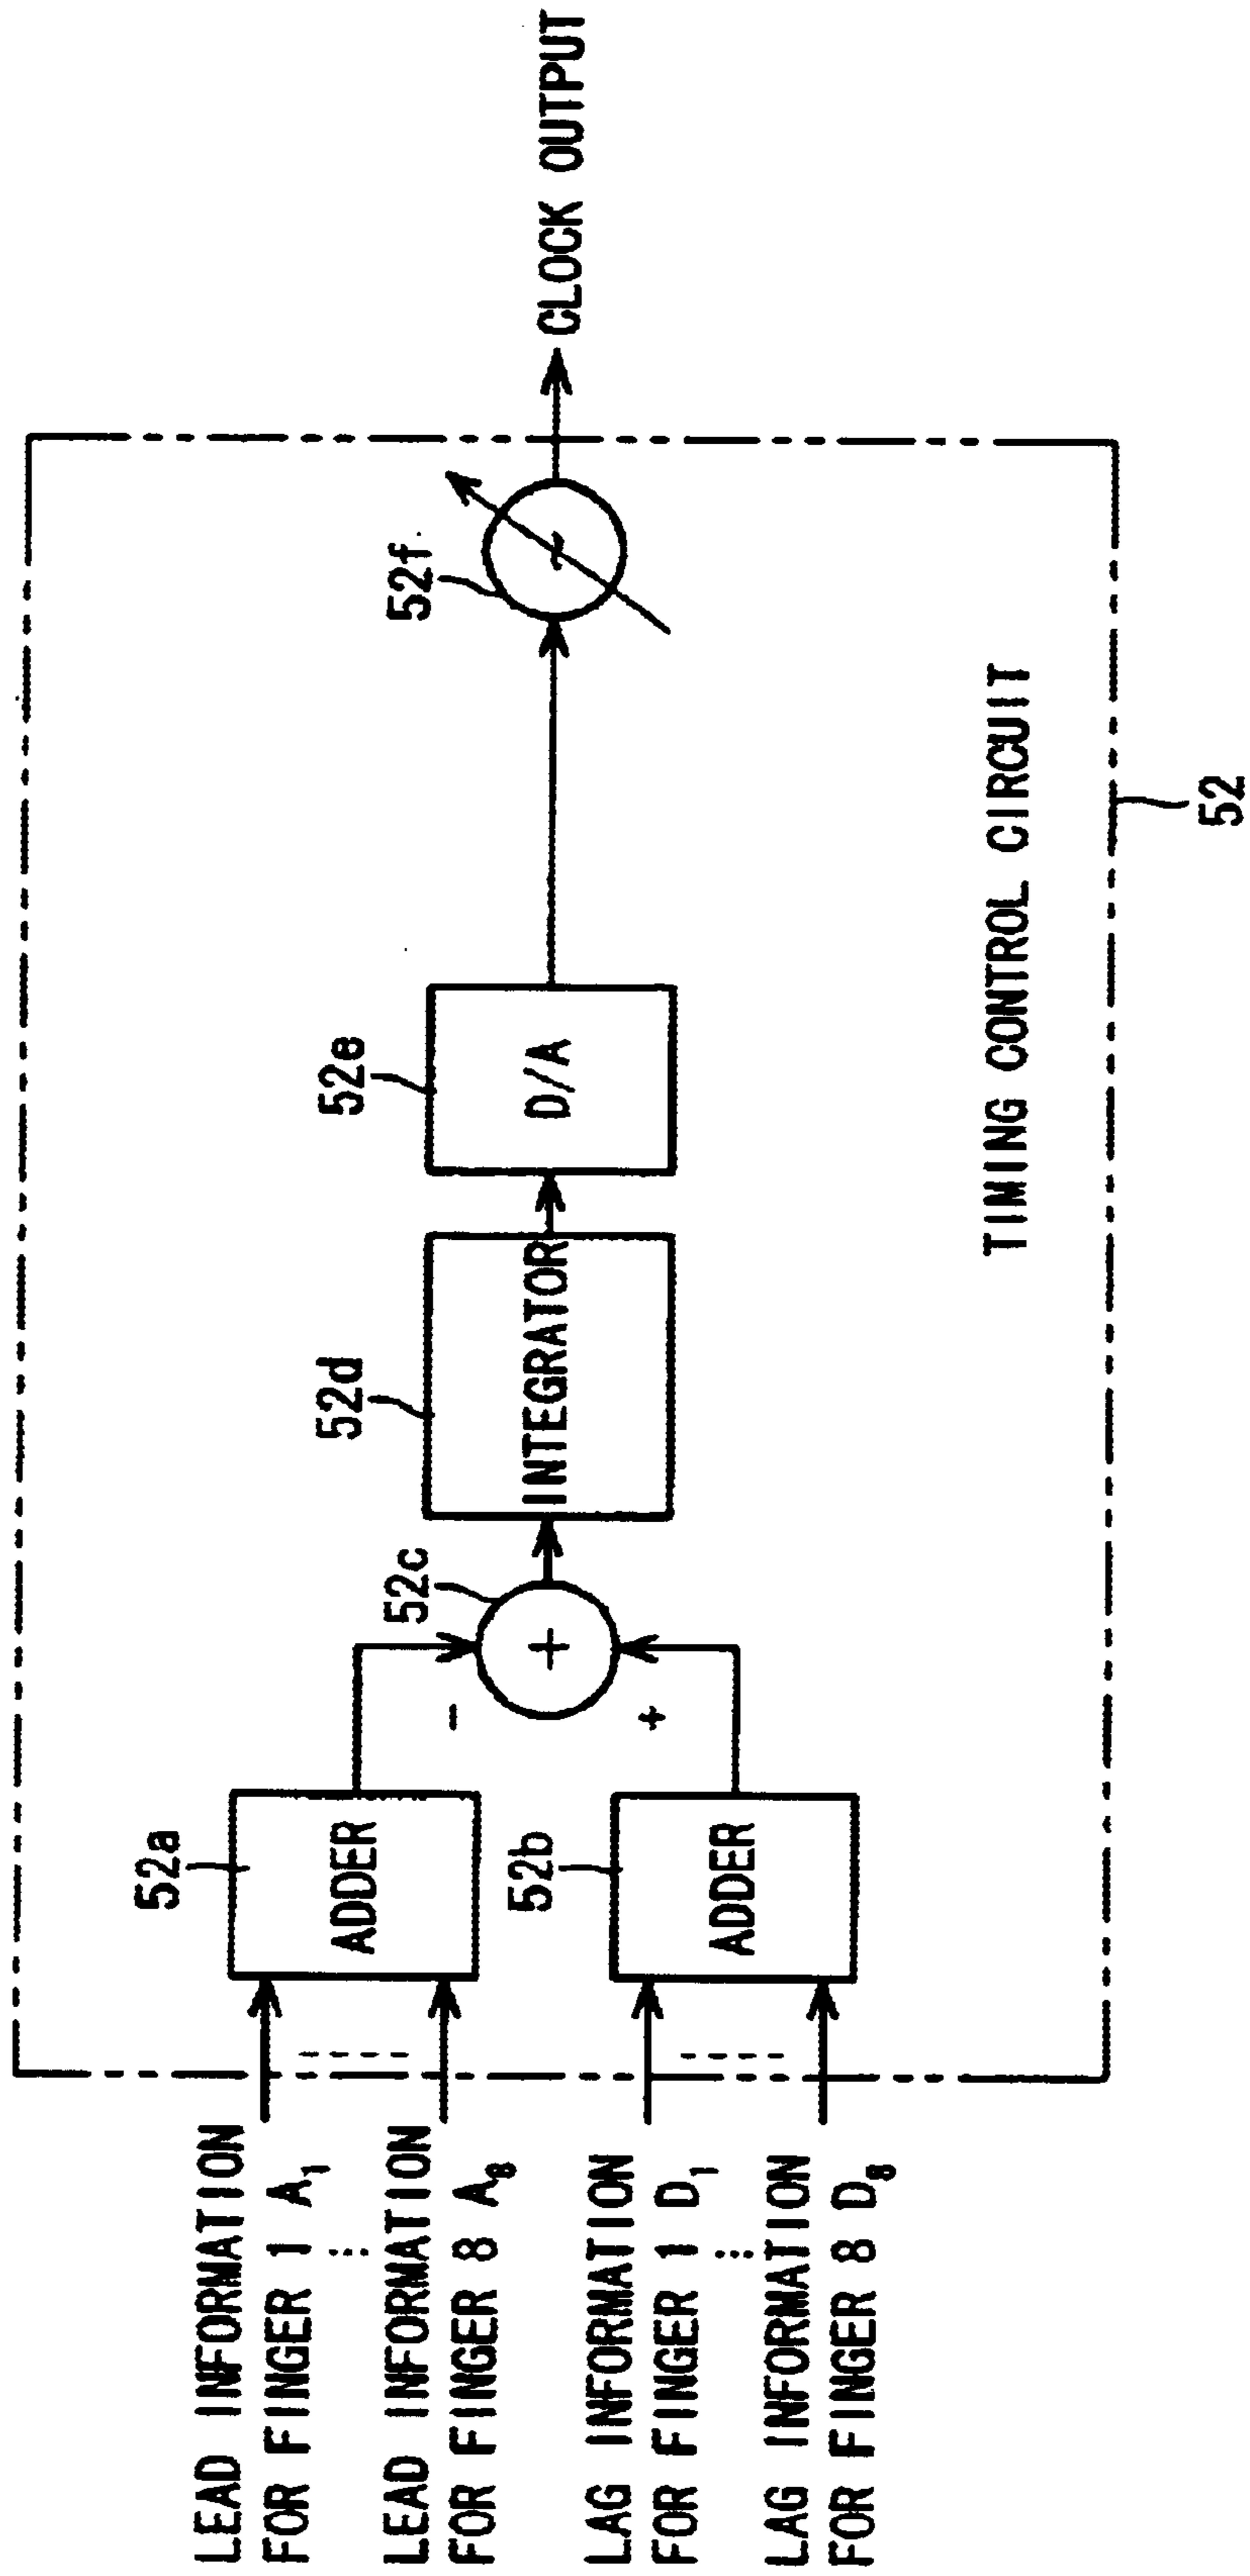 LEAD INFORMATION
FOR FINGER 1 A₁
⋮
LEAD INFORMATION
FOR FINGER 8 A₈
LAG INFORMATION
FOR FINGER 1 D₁
⋮
LAG INFORMATION
FOR FINGER 8 D₈
52a
ADDER
52b
ADDER
-
+
52c
+
52d
INTEGRATOR
52e
D/A
52f
~
CLOCK OUTPUT
TIMING CONTROL CIRCUIT
52